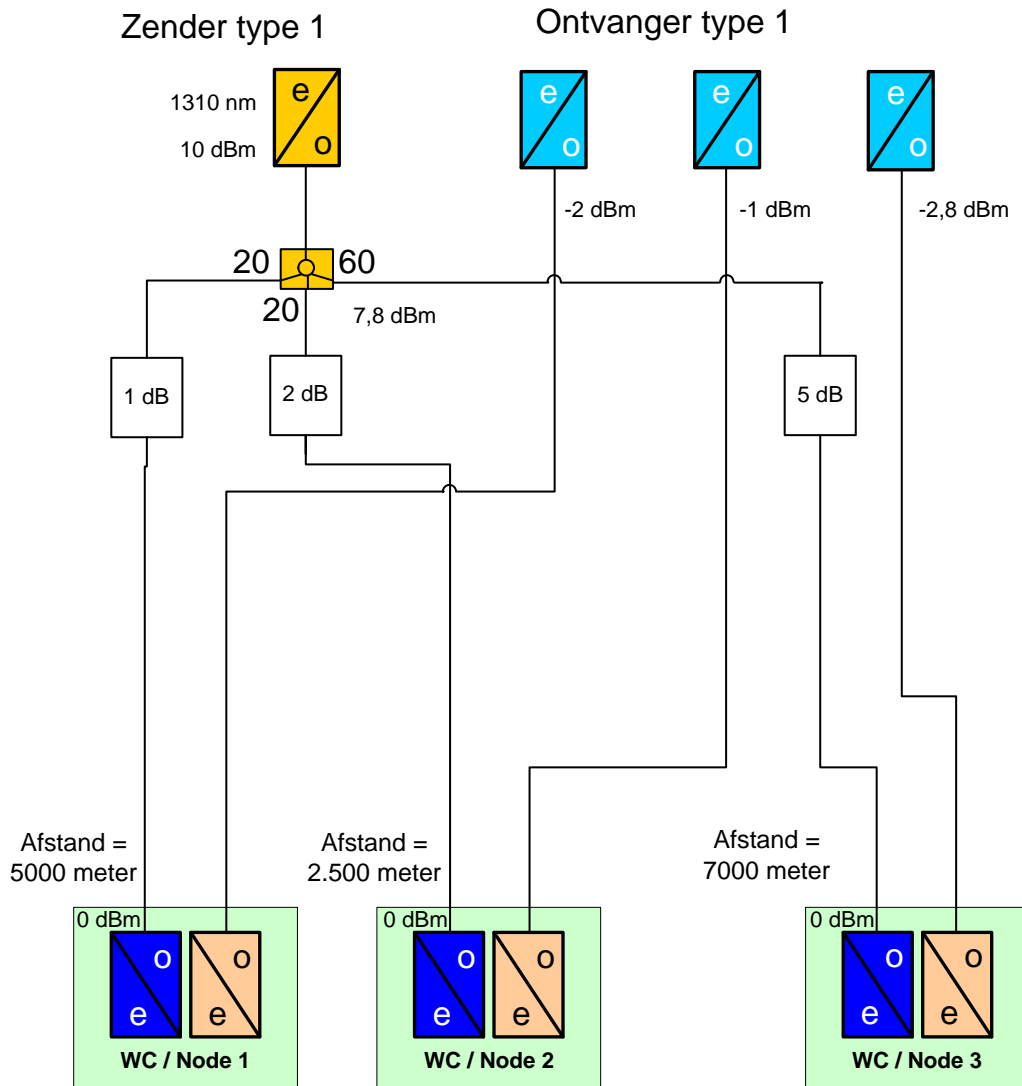 Zender type 1
Ontvanger type 1
e
o
1310 nm
10 dBm
e
o
e
o
e
o
-2 dBm
-1 dBm
-2,8 dBm
20
60
20
7,8 dBm
1 dB
2 dB
5 dB
Afstand =
5000 meter
Afstand =
2.500 meter
Afstand =
7000 meter
0 dBm
o
e
o
e
WC / Node 1
0 dBm
o
e
o
e
WC / Node 2
0 dBm
o
e
o
e
WC / Node 3